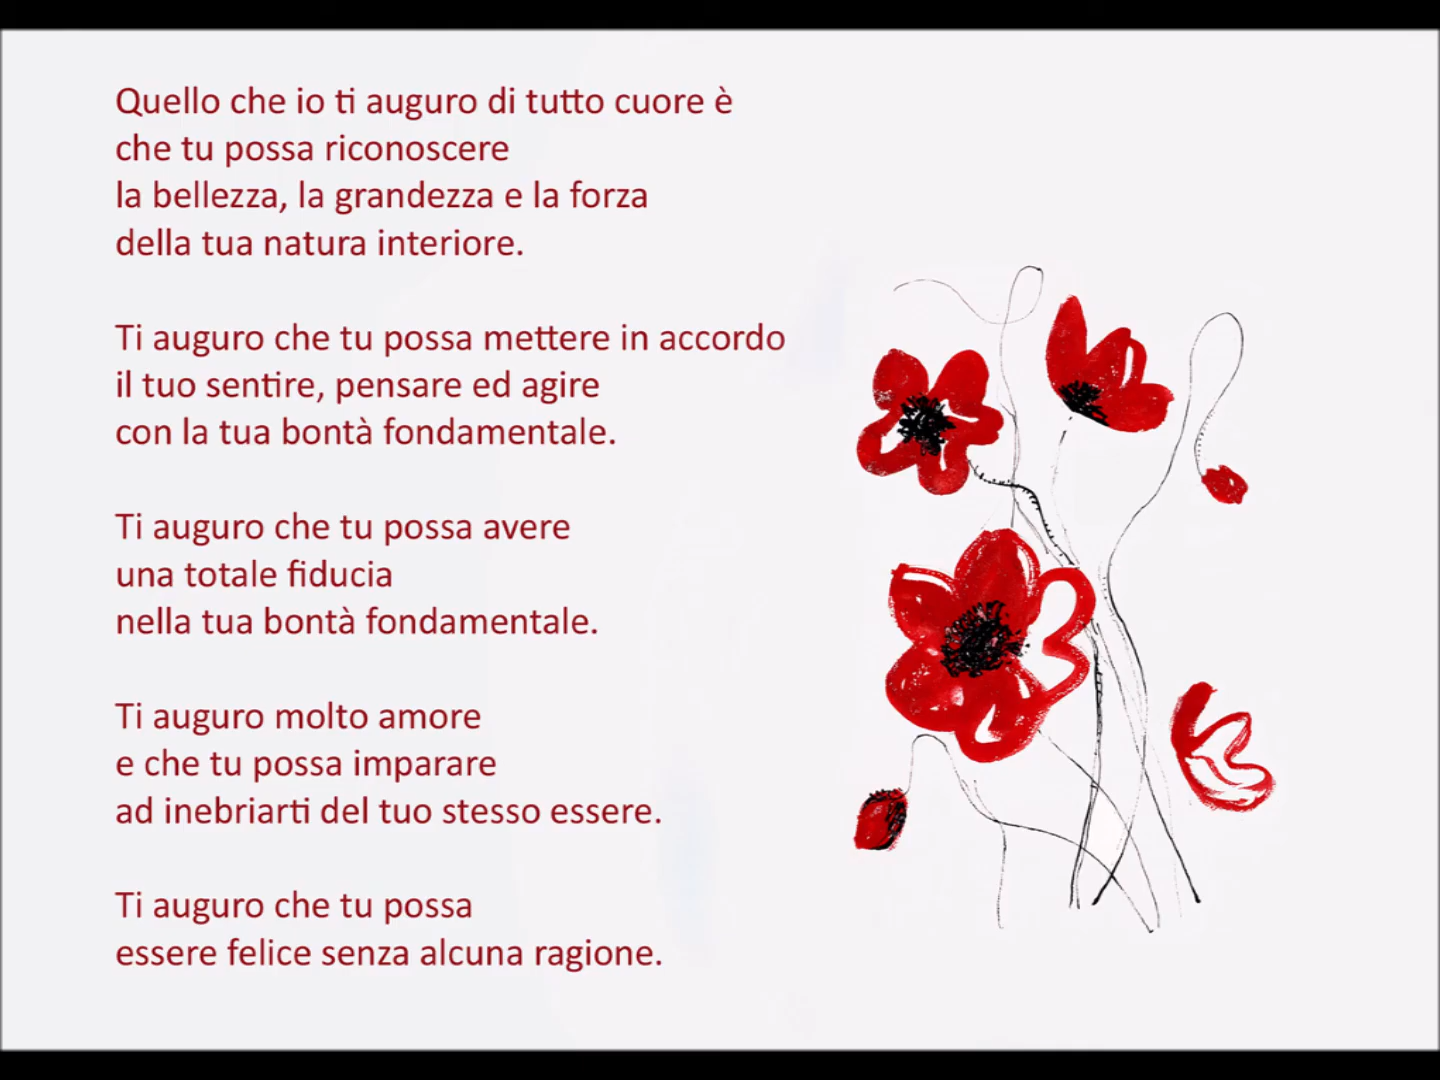 Quello che io ti auguro di tutto cuore è
che tu possa riconoscere
la bellezza, la grandezza e la forza
della tua natura interiore.
Ti auguro che tu possa mettere in accordo
il tuo sentire, pensare ed agire
con la tua bontà fondamentale.
Ti auguro che tu possa avere
una totale fiducia
nella tua bontà fondamentale.
Ti auguro molto amore
e che tu possa imparare
ad inebriarti del tuo stesso essere.
Ti auguro che tu possa
essere felice senza alcuna ragione.